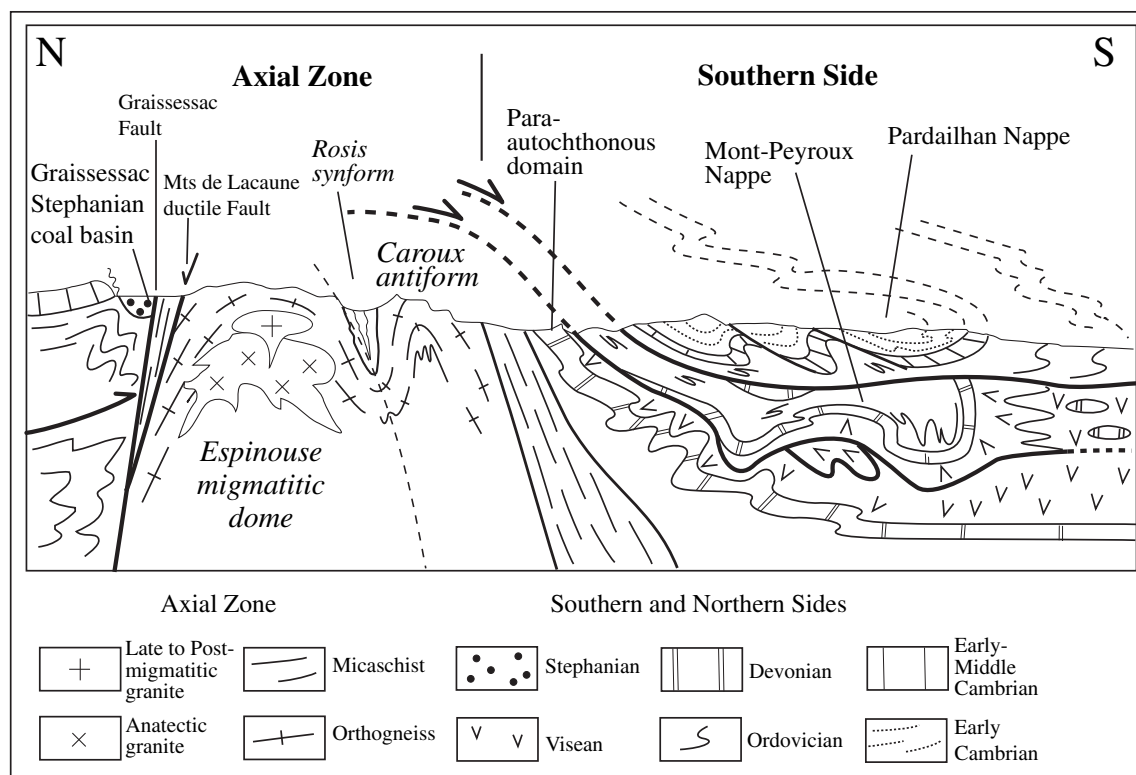 N
S
Axial Zone
Southern Side
Graissessac
Fault
Graissessac
Stephanian
coal basin
Mts de Lacaune
ductile Fault
Rosis
synform
Caroux
antiform
Para-
autochthonous
domain
Mont-Peyroux
Nappe
Pardailhan Nappe
Espinouse
migmatitic
dome
Axial Zone
Southern and Northern Sides
Late to Post-
migmatitic
granite
Micaschist
Stephanian
Devonian
Early-
Middle
Cambrian
Anatectic
granite
Orthogneiss
Visean
Ordovician
Early
Cambrian